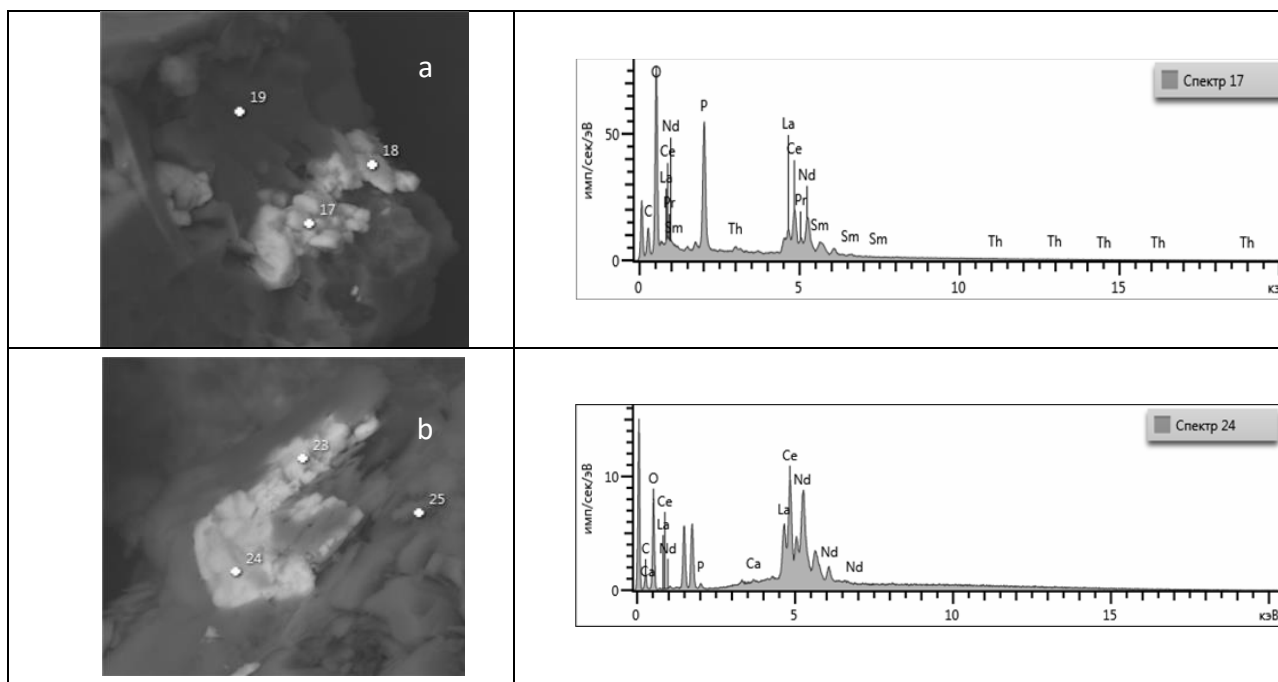 a
19
18
17
Спектр 17
имп/сек/эВ
50
0
O
P
Nd
Ce
La
Pr
Sm
C
Th
La
Ce
Nd
Pr
Sm
Sm
Sm
Th
Th
Th
Th
Th
0
5
10
15
кэ
b
23
25
24
Спектр 24
имп/сек/эВ
10
0
O
Ce
La
C
Nd
Ca
P
Ca
Ce
Nd
La
Nd
Nd
0
5
10
15
кэВ